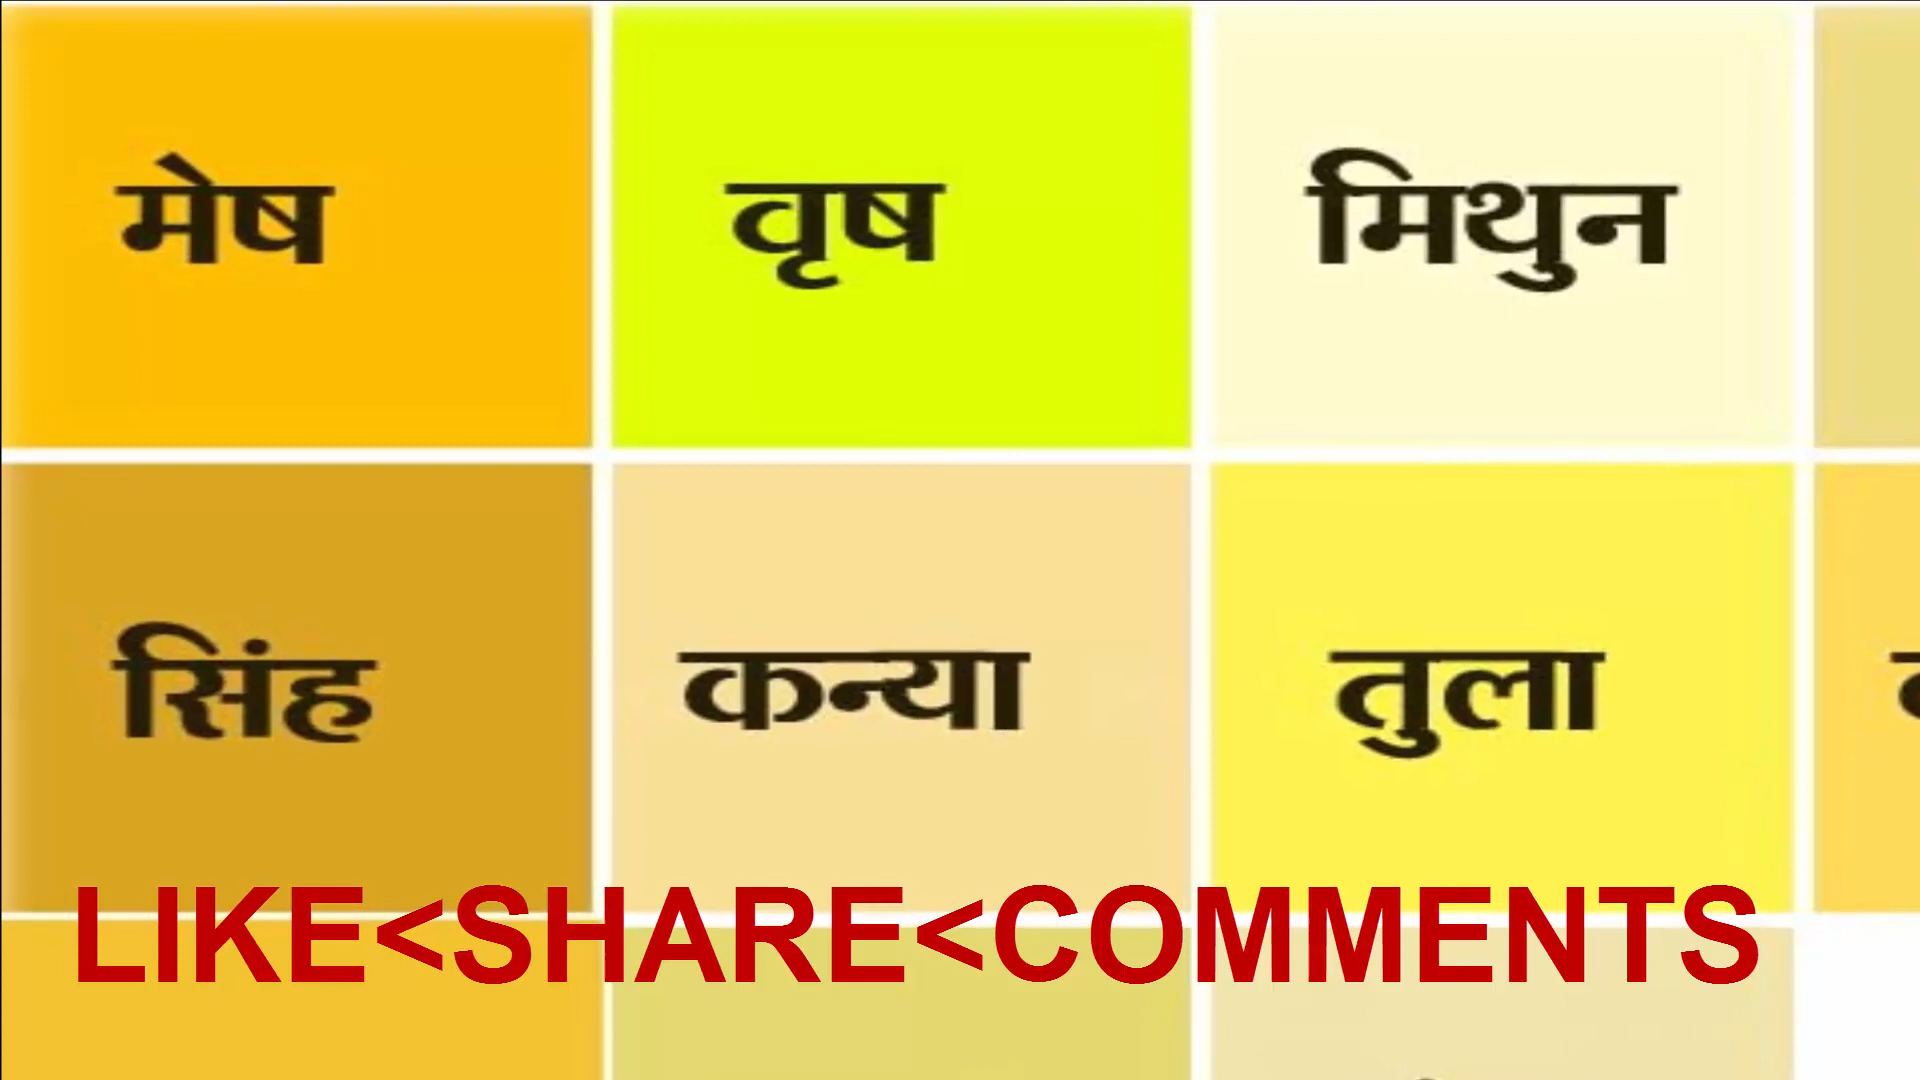 मेष वृष मिथुन
सिंह कन्या तुला
LIKE<SHARE<COMMENTS